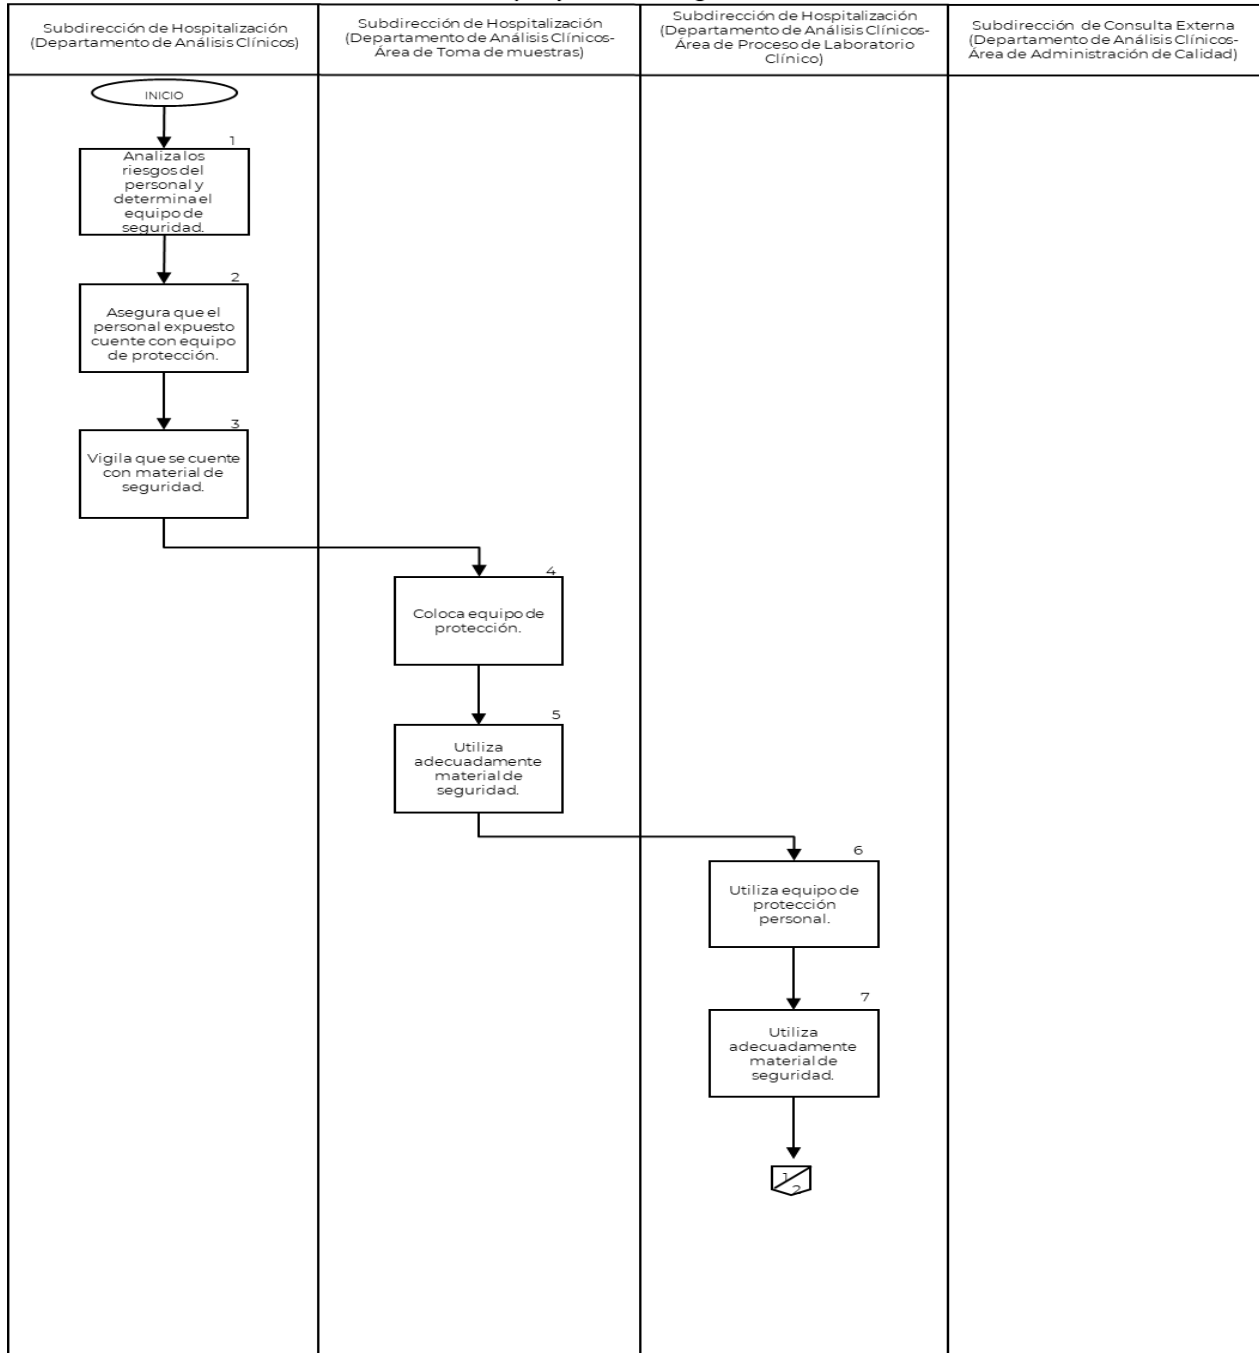 Subdirección de Hospitalización
(Departamento de Análisis Clínicos)
Subdirección de Hospitalización
(Departamento de Análisis Clínicos-
Área de Toma de muestras)
Subdirección de Hospitalización
(Departamento de Análisis Clínicos-
Área de Proceso de Laboratorio
Clínico)
Subdirección de Consulta Externa
(Departamento de Análisis Clínicos-
Área de Administración de Calidad)
INICIO
1
Analiza los
riesgos del
personal y
determina el
equipo de
seguridad.
2
Asegura que el
personal expuesto
cuente con equipo
de protección.
3
Vigila que se cuente
con material de
seguridad.
4
Coloca equipo de
protección.
5
Utiliza
adecuadamente
material de
seguridad.
6
Utiliza equipo de
protección
personal.
7
Utiliza
adecuadamente
material de
seguridad.
1
2